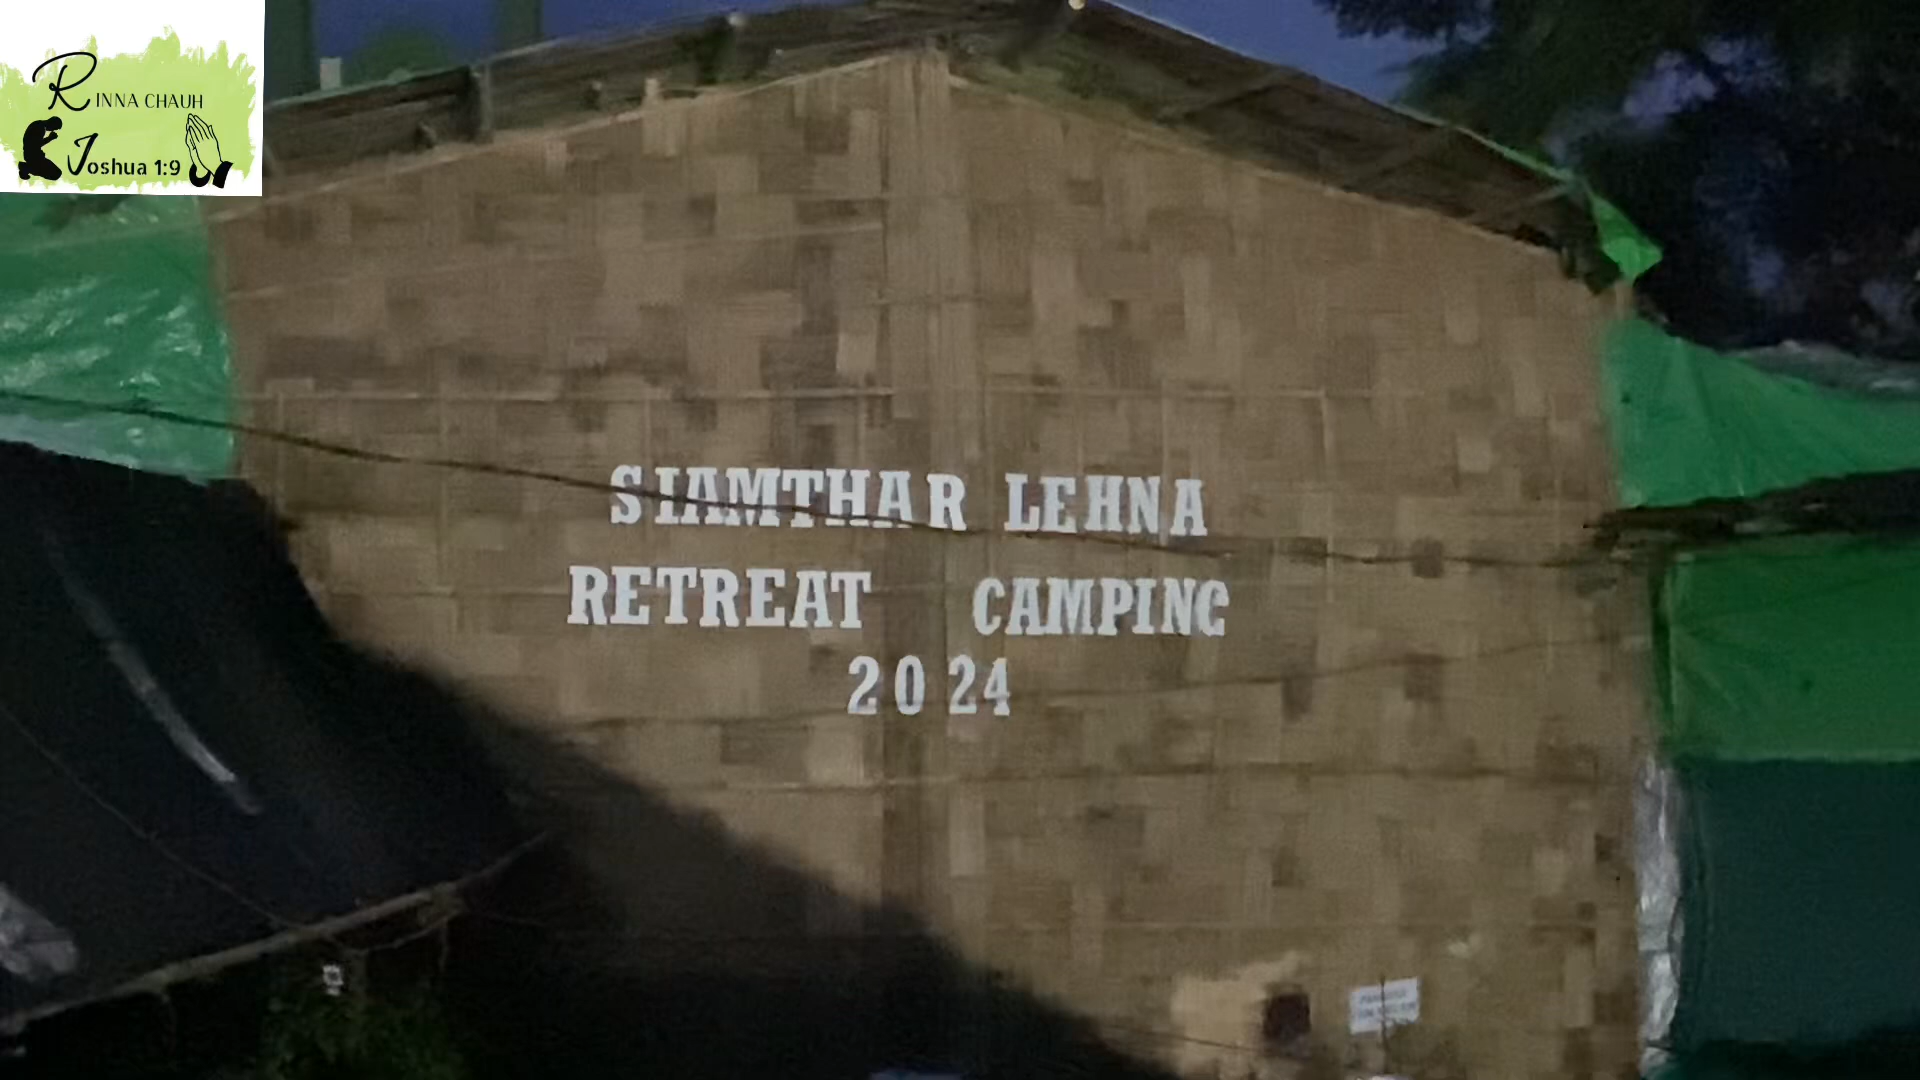 RINNA CHAUH
Joshua 1:9
SIAMTHAR LEHNA
RETREAT CAMPING
2024